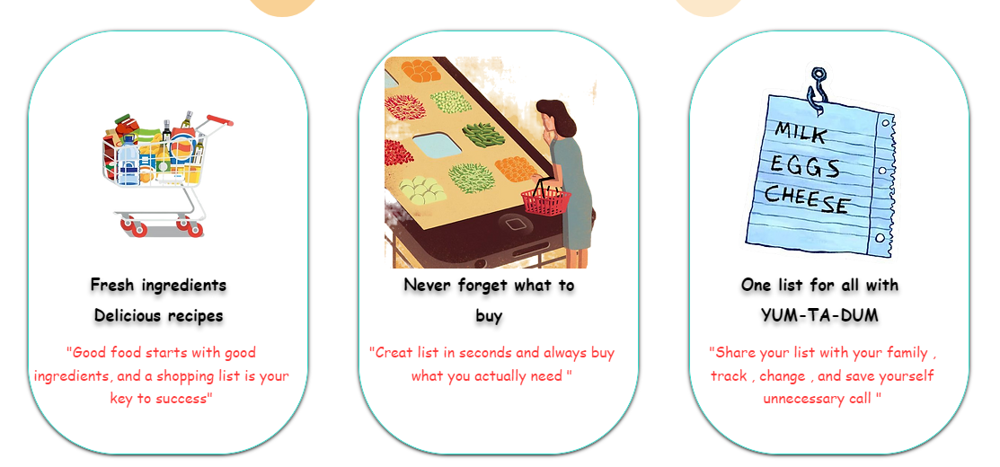 Fresh ingredients
Delicious recipes
"Good food starts with good
ingredients, and a shopping list is your
key to success"
Never forget what to
buy
"Creat list in seconds and always buy
what you actually need "
MILK
EGGS
CHEESE
One list for all with
YUM-TA-DUM
"Share your list with your family ,
track , change , and save yourself
unnecessary call "